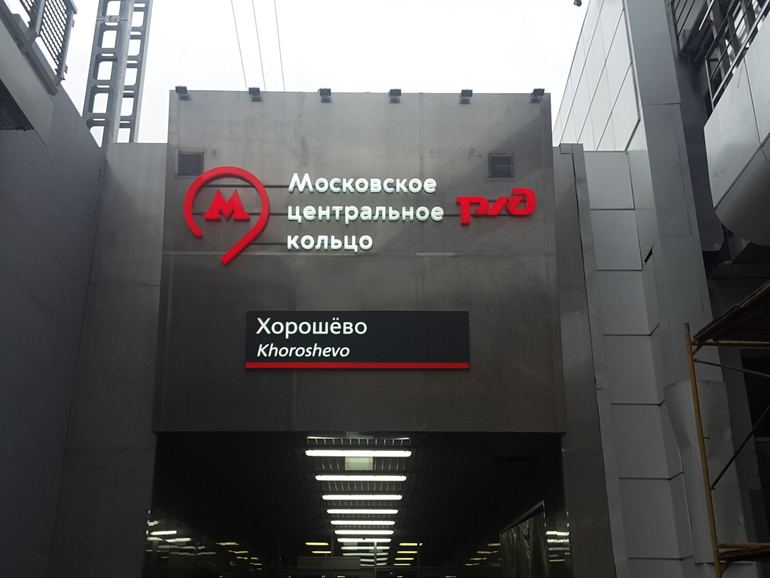 М
Московское
центральное
кольцо
ржд
Хорошёво
Khoroshevo